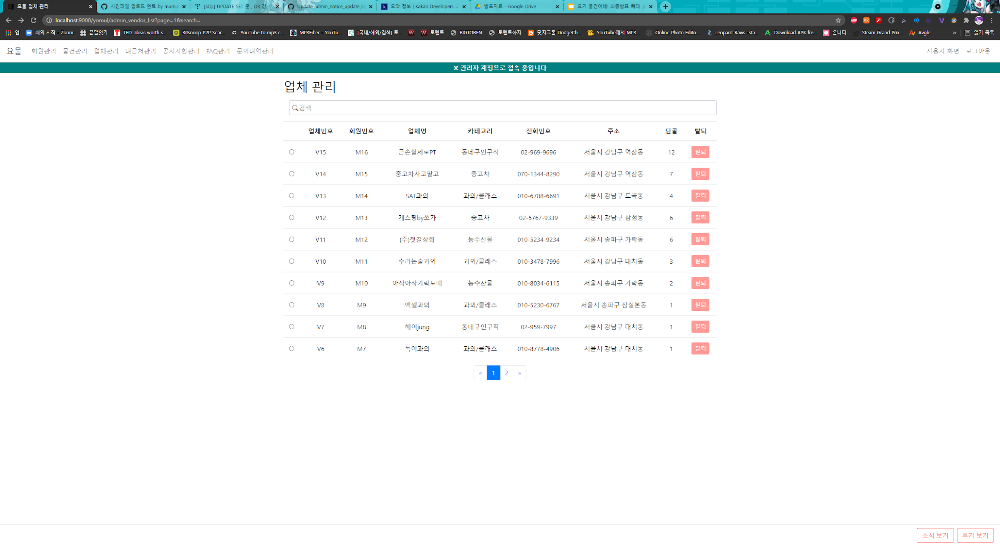 요물 업체 관리
사진파일 업로드 완료 by mumu
[SQL] UPDATE SET 문 , DB 값
Update admin_notice_update.jsp
요약 정보 | Kakao Developers
발표자료 - Google Drive
요거 물건이네! 최종발표 뼈대 .p
localhost:9000/yomul/admin_vendor_list?page=1&search=
앱 회의 시작 - Zoom 끝말잇기 TED: Ideas worth s... Bitsnoop P2P Sear... YouTube to mp3 c... MP3Fiber - YouTu... [국내/해외/검색] 토... 토렌트 BIGTOREN 토렌트하자 닷지크롬 DodgeCh... YouTube에서 MP3... Online Photo Edito... Leopard-Raws -sta... Download APK fre... 온나다 Steam Grand Prix... Avgle » 읽기 목록
요물 회원관리 물건관리 업체관리 내근처관리 공지사항관리 FAQ관리 문의내역관리 사용자 화면 로그아웃
※ 관리자 계정으로 접속 중입니다
업체 관리
검색
업체번호 회원번호 업체명 카테고리 전화번호 주소 단골 탈퇴
V15 M16 근손실제로PT 동네구인구직 02-969-9696 서울시 강남구 역삼동 12 탈퇴
V14 M15 중고차사고팔고 중고차 070-1344-8290 서울시 강남구 역삼동 7 탈퇴
V13 M14 SAT과외 과외/클래스 010-6788-6691 서울시 강남구 도곡동 4 탈퇴
V12 M13 캐스팅by쏘카 중고차 02-5767-9339 서울시 강남구 삼성동 6 탈퇴
V11 M12 (주)젓갈상회 농수산물 010-5234-9234 서울시 송파구 가락동 6 탈퇴
V10 M11 수리논술과외 과외/클래스 010-3478-7996 서울시 강남구 대치동 3 탈퇴
V9 M10 아삭아삭가락도매 농수산물 010-8034-6115 서울시 송파구 가락동 2 탈퇴
V8 M9 엑셀과외 과외/클래스 010-5230-6767 서울시 송파구 잠실본동 1 탈퇴
V7 M8 헤어jung 동네구인구직 02-959-7997 서울시 강남구 대치동 1 탈퇴
V6 M7 독어과외 과외/클래스 010-8778-4906 서울시 강남구 대치동 1 탈퇴
« 1 2 »
소식 보기 후기 보기